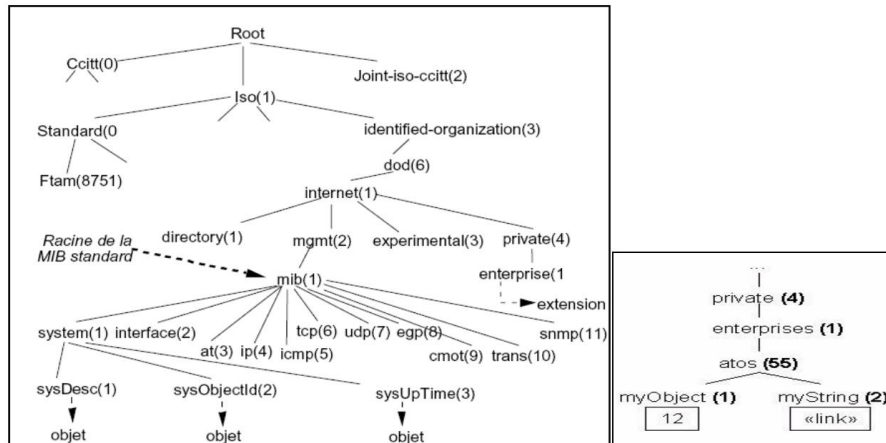 Root
Ccitt(0)
Joint-iso-ccitt(2)
Iso(1)
Standard(0
identified-organization(3)
dod(6)
Ftam(8751)
internet(1)
Racine de la
MIB standard
directory(1)
mgmt(2)
experimental(3)
private(4)
enterprise(1
mib(1)
extension
system(1)
interface(2)
at(3)
ip(4)
icmp(5)
tcp(6)
udp(7)
egp(8)
cmot(9)
trans(10)
snmp(11)
sysDesc(1)
sysObjectId(2)
sysUpTime(3)
objet
objet
objet
...
private (4)
enterprises (1)
atos (55)
myObject (1)
myString (2)
12
«link»